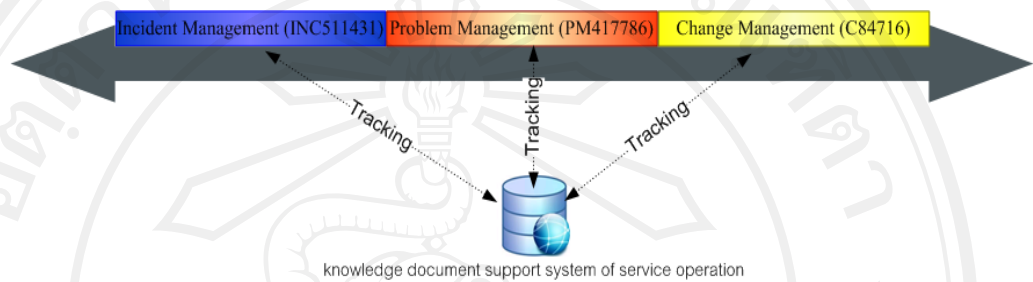 Incident Management (INC511431) Problem Management (PM417786) Change Management (C84716)
Tracking
Tracking
Tracking
knowledge document support system of service operation